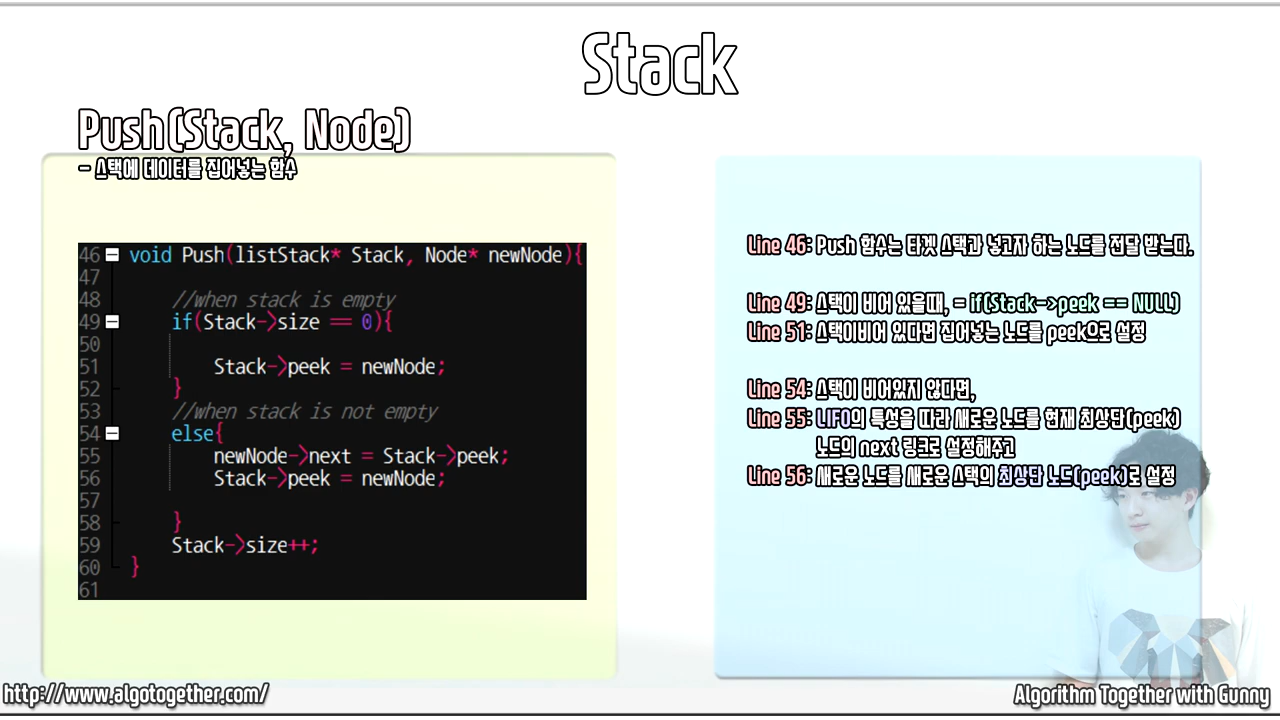 Stack
Push(Stack, Node)
- 스택에 데이터를 집어넣는 함수
46 void Push(listStack* Stack, Node* newNode){
47
48 //when stack is empty
49 if(Stack->size == 0){
50
51 Stack->peek = newNode;
52 }
53 //when stack is not empty
54 else{
55 newNode->next = Stack->peek;
56 Stack->peek = newNode;
57
58 }
59 Stack->size++;
60 }
61
Line 46: Push 함수는 타겟 스택과 넣고자 하는 노드를 전달 받는다.
Line 49: 스택이 비어 있을때, = if(Stack->peek == NULL)
Line 51: 스택이비어 있다면 집어넣는 노드를 peek으로 설정
Line 54: 스택이 비어있지 않다면,
Line 55: LIFO의 특성을 따라 새로운 노드를 현재 최상단(peek)
노드의 next 링크로 설정해주고
Line 56: 새로운 노드를 새로운 스택의 최상단 노드(peek)로 설정
http://www.algotogether.com/
Algorithm Together with Gunny